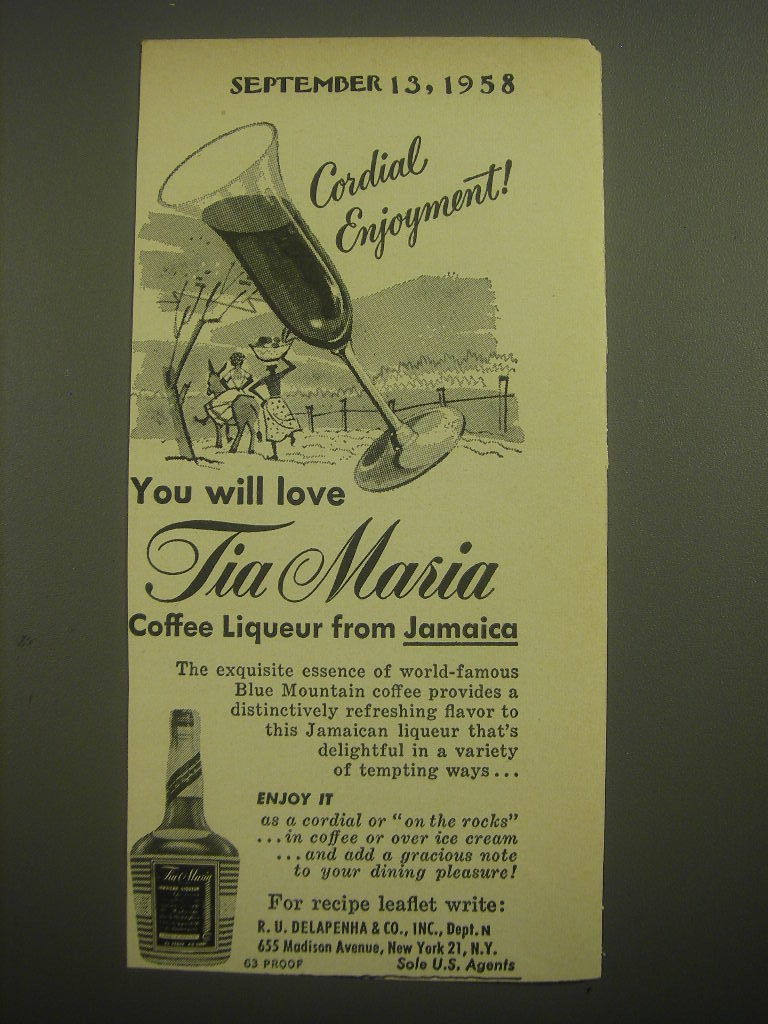 SEPTEMBER 13, 1958
Cordial
Enjoyment!
You will love
Tia Maria
Coffee Liqueur from Jamaica
The exquisite essence of world-famous
Blue Mountain coffee provides a
distinctively refreshing flavor to
this Jamaican liqueur that's
delightful in a variety
of tempting ways...
ENJOY IT
as a cordial or "on the rocks"
...in coffee or over ice cream
...and add a gracious note
to your dining pleasure!
For recipe leaflet write:
R. U. DELAPENHA & CO., INC., Dept. N
655 Madison Avenue, New York 21, N.Y.
63 PROOF Sole U.S. Agents
Tia Maria